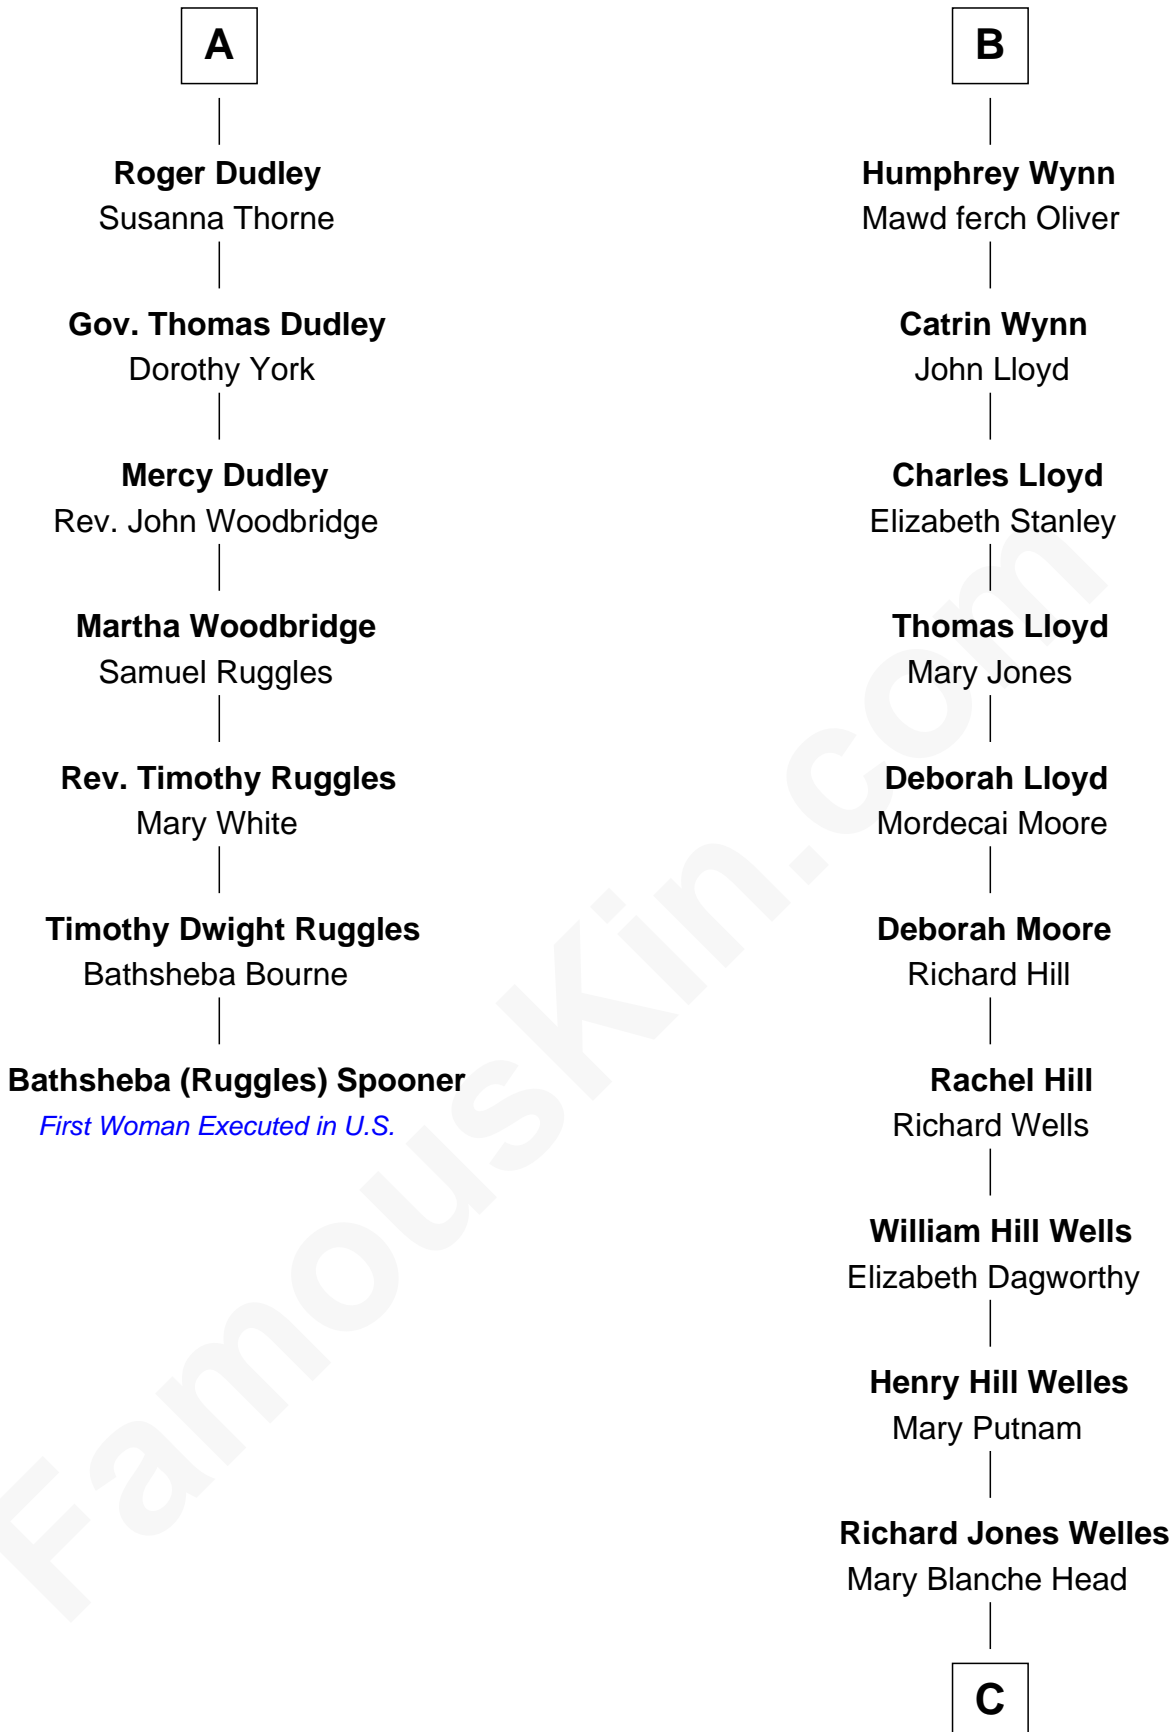 A
Roger Dudley
Susanna Thorne
Gov. Thomas Dudley
Dorothy York
Mercy Dudley
Rev. John Woodbridge
Martha Woodbridge
Samuel Ruggles
Rev. Timothy Ruggles
Mary White
Timothy Dwight Ruggles
Bathsheba Bourne
Bathsheba (Ruggles) Spooner
First Woman Executed in U.S.
B
Humphrey Wynn
Mawd ferch Oliver
Catrin Wynn
John Lloyd
Charles Lloyd
Elizabeth Stanley
Thomas Lloyd
Mary Jones
Deborah Lloyd
Mordecai Moore
Deborah Moore
Richard Hill
Rachel Hill
Richard Wells
William Hill Wells
Elizabeth Dagworthy
Henry Hill Welles
Mary Putnam
Richard Jones Welles
Mary Blanche Head
C
FamousKin.com